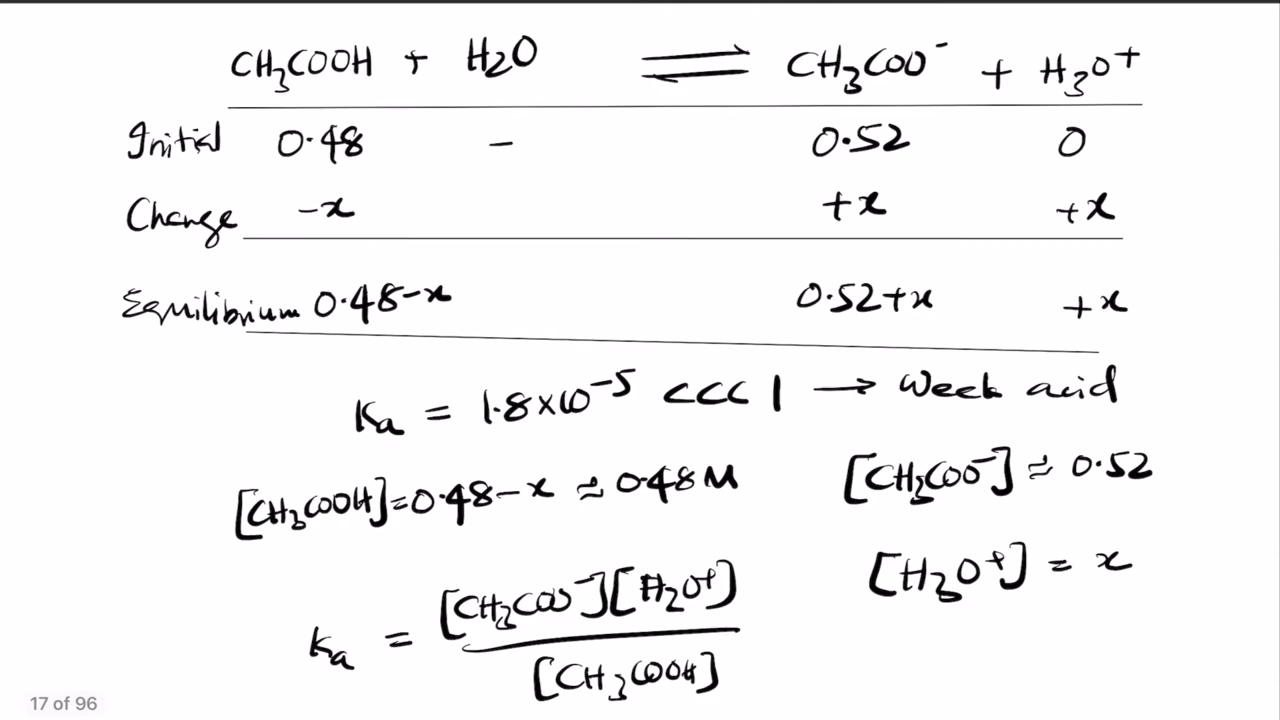 CH₃COOH + H₂O ⇌ CH₃COO⁻ + H₃O⁺
Initial 0.48 - 0.52 0
Change -x +x +x
Equilibrium 0.48-x 0.52+x +x
Ka = 1.8×10⁻⁵ <<< 1 → Week acid
[CH₃COOH]=0.48-x ≈ 0.48M [CH₃COO⁻] ≈ 0.52
[H₃O⁺] = x
Ka = [CH₃COO⁻][H₃O⁺] / [CH₃COOH]
17 of 96